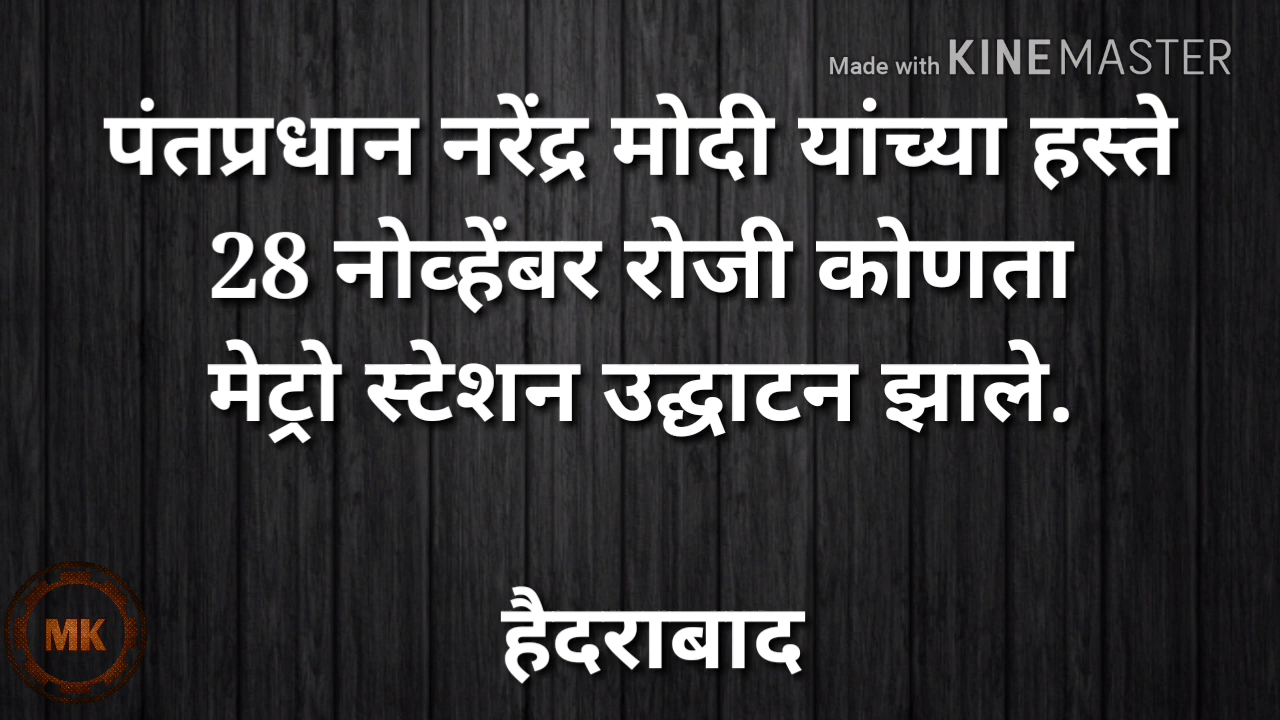 Made with KINEMASTER
पंतप्रधान नरेंद्र मोदी यांच्या हस्ते
28 नोव्हेंबर रोजी कोणता
मेट्रो स्टेशन उद्घाटन झाले.
हैदराबाद
MK